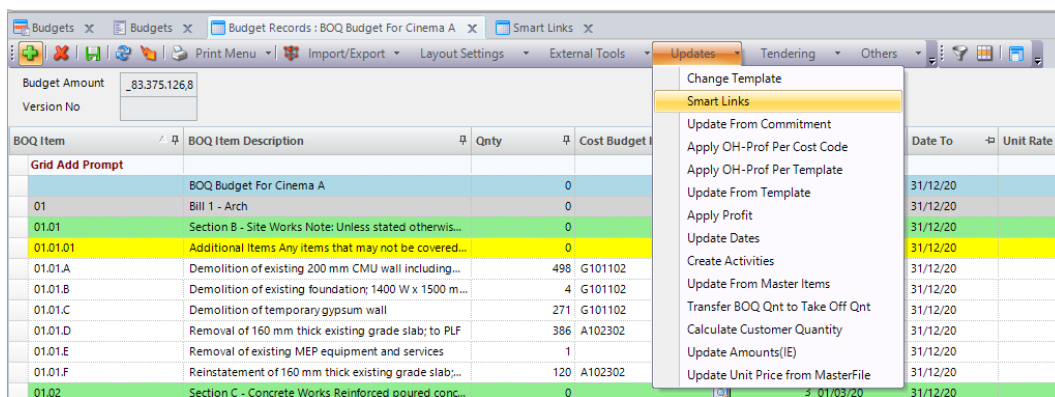 Budgets x Budgets x Budget Records : BOQ Budget For Cinema A x Smart Links x
Print Menu Import/Export Layout Settings External Tools Updates Tendering Others
Budget Amount _83.375.126,8
Version No
Change Template
Smart Links
Update From Commitment
Apply OH-Prof Per Cost Code
Apply OH-Prof Per Template
Update From Template
Apply Profit
Update Dates
Create Activities
Update From Master Items
Transfer BOQ Qnt to Take Off Qnt
Calculate Customer Quantity
Update Amounts(IE)
Update Unit Price from MasterFile
BOQ Item BOQ Item Description Qnty Cost Budget Date To Unit Rate
Grid Add Prompt
BOQ Budget For Cinema A 0 31/12/20
01 Bill 1 - Arch 0 31/12/20
01.01 Section B - Site Works Note: Unless stated otherwis... 0 31/12/20
01.01.01 Additional Items Any items that may not be covered... 0 31/12/20
01.01.A Demolition of existing 200 mm CMU wall including... 498 G101102 31/12/20
01.01.B Demolition of existing foundation; 1400 W x 1500 m... 4 G101102 31/12/20
01.01.C Demolition of temporary gypsum wall 271 G101102 31/12/20
01.01.D Removal of 160 mm thick existing grade slab; to PLF 386 A102302 31/12/20
01.01.E Removal of existing MEP equipment and services 1 31/12/20
01.01.F Reinstatement of 160 mm thick existing grade slab;... 120 A102302 31/12/20
01.02 Section C - Concrete Works Reinforced poured conc... 0 3 01/03/20 31/12/20